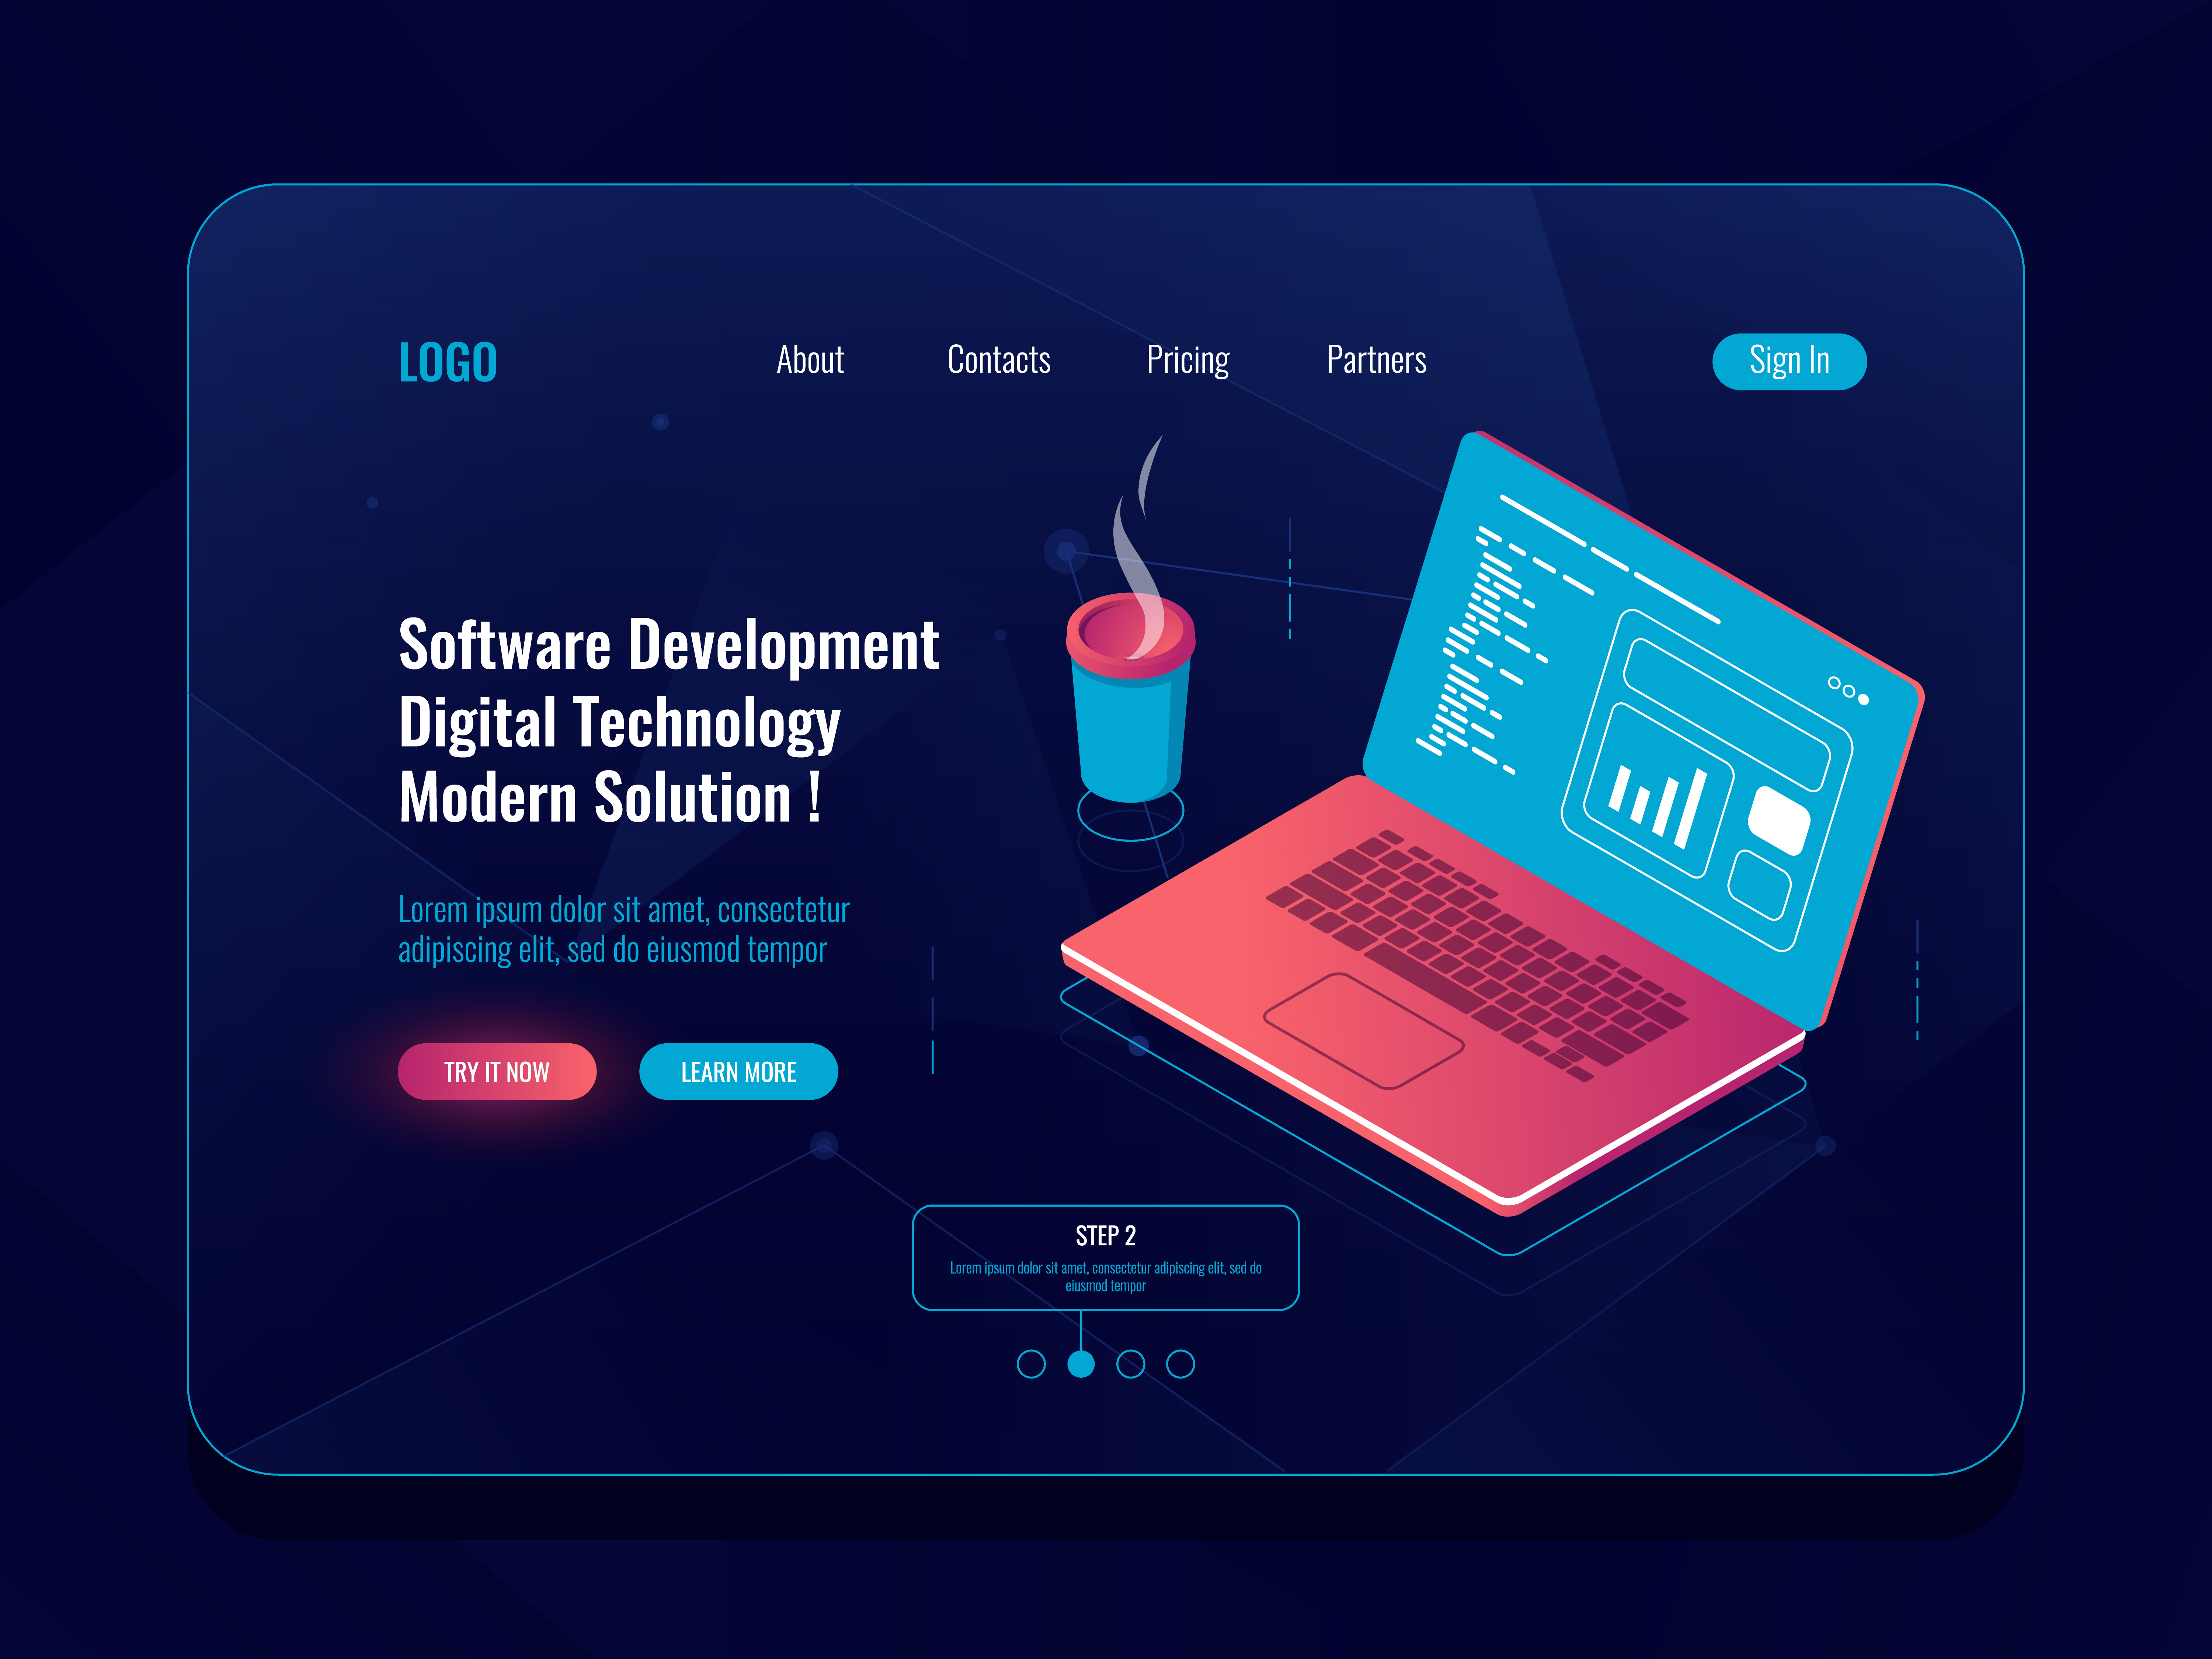 LOGO
About Contacts Pricing Partners Sign In
Software Development
Digital Technology
Modern Solution !
Lorem ipsum dolor sit amet, consectetur
adipiscing elit, sed do eiusmod tempor
TRY IT NOW LEARN MORE
STEP 2
Lorem ipsum dolor sit amet, consectetur adipiscing elit, sed do
eiusmod tempor